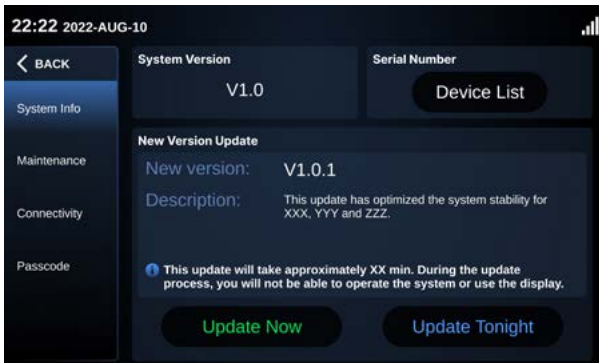 22:22 2022-AUG-10
BACK
System Info
Maintenance
Connectivity
Passcode
System Version
V1.0
Serial Number
Device List
New Version Update
New version: V1.0.1
Description: This update has optimized the system stability for
XXX, YYY and ZZZ.
This update will take approximately XX min. During the update
process, you will not be able to operate the system or use the display.
Update Now
Update Tonight